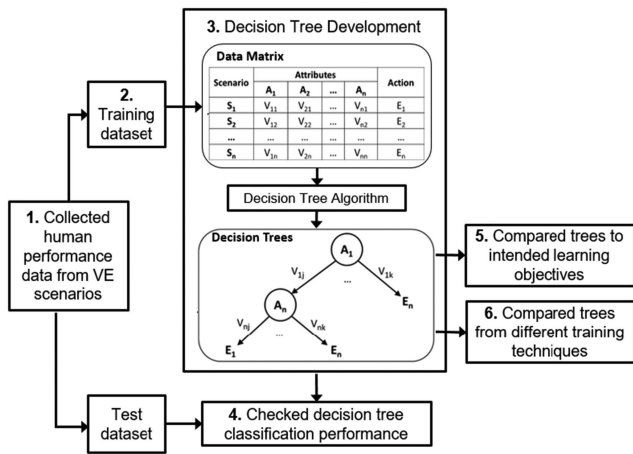 3. Decision Tree Development
Data Matrix
Scenario Attributes Action
A1 A2 ... An
S1 V11 V21 ... Vn1 E1
S2 V12 V22 ... Vn2 E2
... ... ... ... ...
Sn V1n V2n ... Vnn En
2.
Training
dataset
Decision Tree Algorithm
1. Collected
human
performance
data from VE
scenarios
Decision Trees
A1
V1j V1k
...
An En
Vnj Vnk
...
E1 En
5. Compared trees to
intended learning
objectives
6. Compared trees
from different training
techniques
Test
dataset
4. Checked decision tree
classification performance